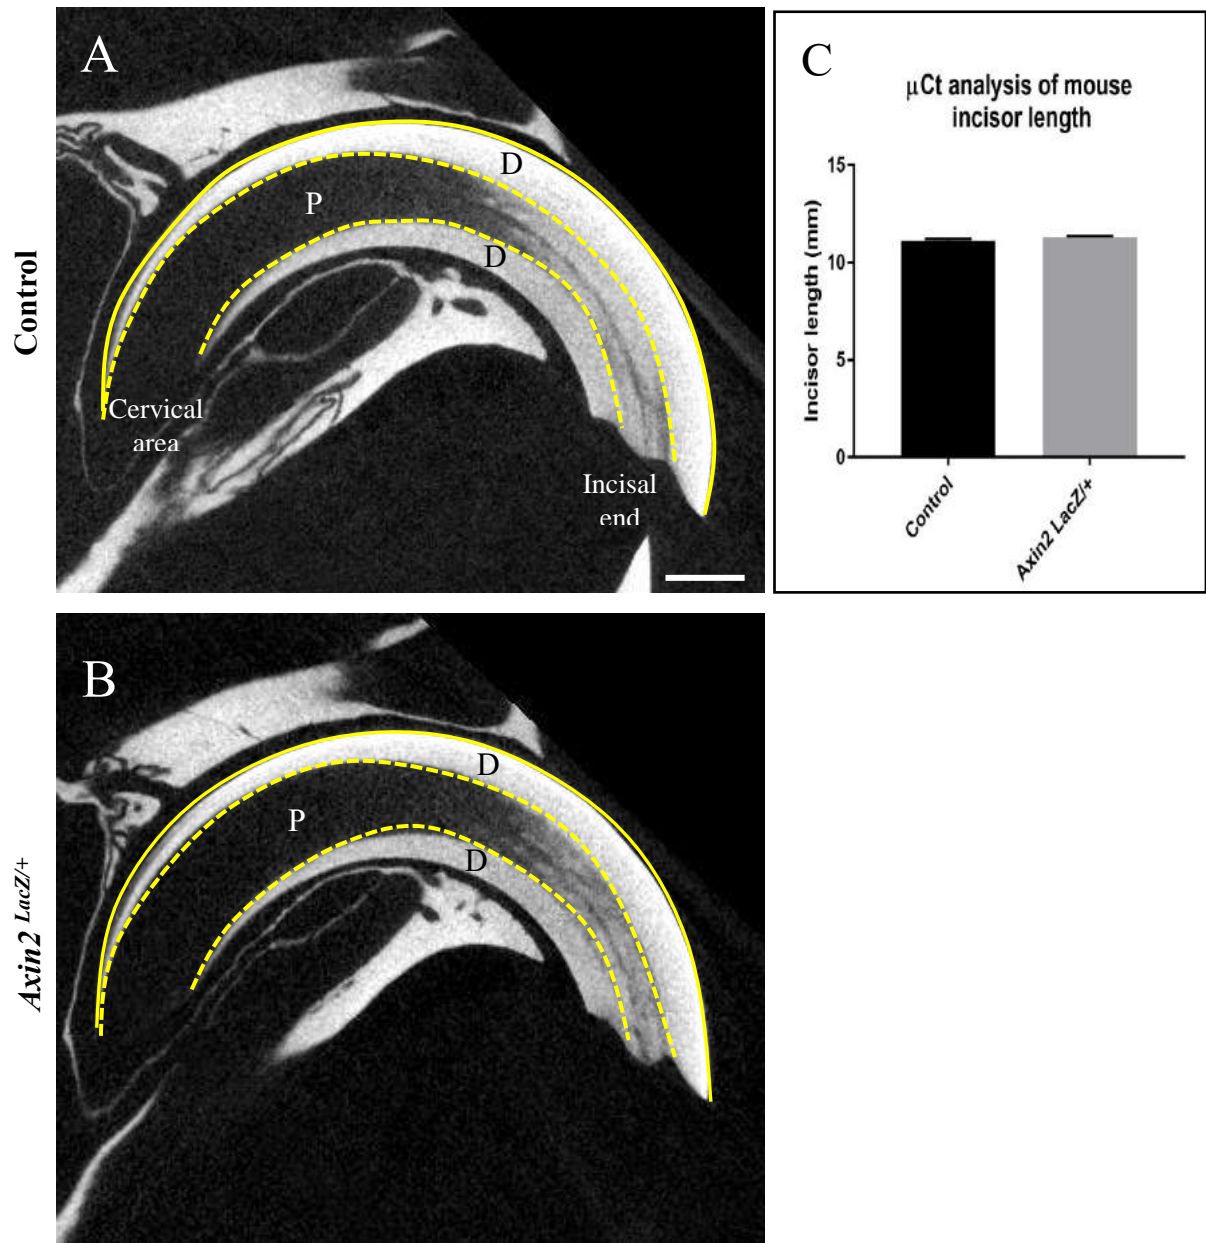 A
D
P
D
Cervical
area
Incisal
end
Control
C
μCt analysis of mouse
incisor length
Incisor length (mm)
15
10
5
0
Control
Axin2 LacZ/+
B
D
P
D
Axin2 LacZ/+